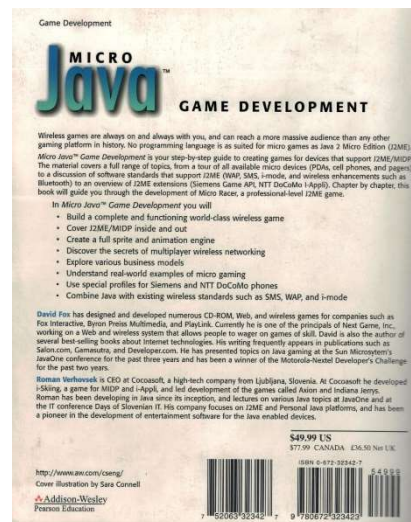 Game Development
MICRO
Java™
GAME DEVELOPMENT
Wireless games are always on and always with you, and can reach a more massive audience than any other
gaming platform in history. No programming language is as suited for micro games as Java 2 Micro Edition (J2ME).
Micro Java™ Game Development is your step-by-step guide to creating games for devices that support J2ME/MIDP.
The material covers a full range of topics, from a tour of all available micro devices (PDAs, cell phones, and pagers)
to a discussion of software standards that support J2ME (WAP, SMS, i-mode, and wireless enhancements such as
Bluetooth) to an overview of J2ME extensions (Siemens Game API, NTT DoCoMo I-Appli). Chapter by chapter, this
book will guide you through the development of Micro Racer, a professional-level J2ME game.
In Micro Java™ Game Development you will
• Build a complete and functioning world-class wireless game
• Cover J2ME/MIDP inside and out
• Create a full sprite and animation engine
• Discover the secrets of multiplayer wireless networking
• Explore various business models
• Understand real-world examples of micro gaming
• Use special profiles for Siemens and NTT DoCoMo phones
• Combine Java with existing wireless standards such as SMS, WAP, and i-mode
David Fox has designed and developed numerous CD-ROM, Web, and wireless games for companies such as
Fox Interactive, Byron Preiss Multimedia, and PlayLink. Currently he is one of the principals of Next Game, Inc.,
working on a Web and wireless system that allows people to wager on games of skill. David is also the author of
several best-selling books about Internet technologies. His writing frequently appears in publications such as
Salon.com, Gamasutra, and Developer.com. He has presented topics on Java gaming at the Sun Microsystem's
JavaOne conference for the past three years and has been a winner of the Motorola-Nextel Developer's Challenge
for the past two years.
Roman Verhovsek is CEO at Cocoasoft, a high-tech company from Ljubljana, Slovenia. At Cocoasoft he developed
i-Skiing, a game for MIDP and i-Appli, and led development of the games called Axion and Indiana Jernys.
Roman has been developing in Java since its inception, and lectures on various Java topics at JavaOne and at
the IT conference Days of Slovenian IT. His company focuses on J2ME and Personal Java platforms, and has been
a pioneer in the development of entertainment software for the Java enabled devices.
$49.99 US
$77.99 CANADA £36.50 Net UK
ISBN 0-672-32342-7
54999
http://www.aw.com/cseng/
Cover illustration by Sara Connell
Addison-Wesley
Pearson Education
7 52063 32342 7
9 780672 323423